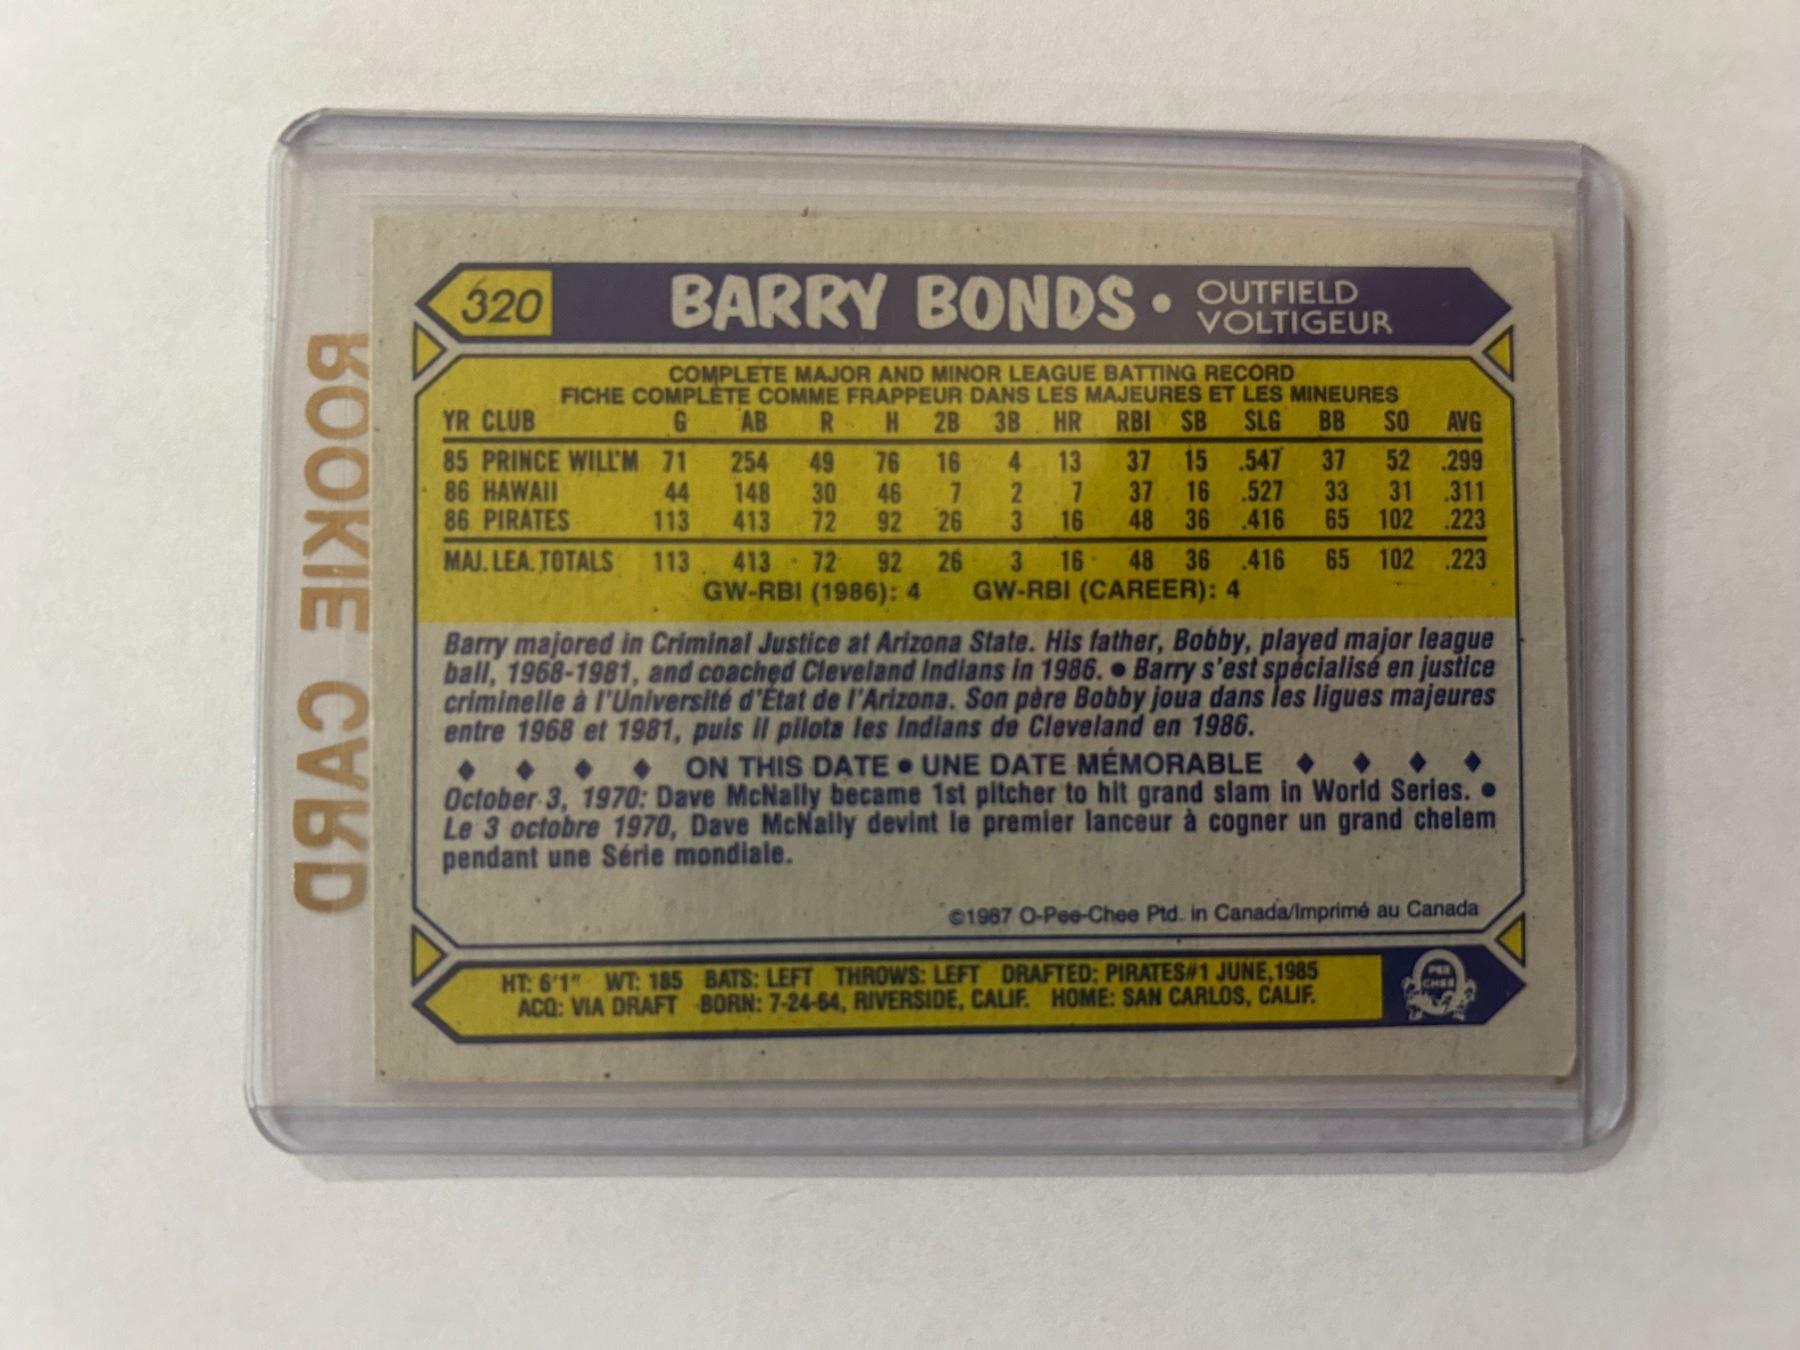 ROOKIE CARD
320 BARRY BONDS • OUTFIELD
VOLTIGEUR
COMPLETE MAJOR AND MINOR LEAGUE BATTING RECORD
FICHE COMPLÈTE COMME FRAPPEUR DANS LES MAJEURES ET LES MINEURES
YR CLUB G AB R H 2B 3B HR RBI SB SLG BB SO AVG
85 PRINCE WILL'M 71 254 49 76 16 4 13 37 15 .547 37 52 .299
86 HAWAII 44 148 30 46 7 2 7 37 16 .527 33 31 .311
86 PIRATES 113 413 72 92 26 3 16 48 36 .416 65 102 .223
MAJ. LEA. TOTALS 113 413 72 92 26 3 16 48 36 .416 65 102 .223
GW-RBI (1986): 4 GW-RBI (CAREER): 4
Barry majored in Criminal Justice at Arizona State. His father, Bobby, played major league
ball, 1968-1981, and coached Cleveland Indians in 1986. • Barry s'est spécialisé en justice
criminelle à l'Université d'État de l'Arizona. Son père Bobby joua dans les ligues majeures
entre 1968 et 1981, puis il pilota les Indians de Cleveland en 1986.
♦ ♦ ♦ ♦ ON THIS DATE • UNE DATE MÉMORABLE ♦ ♦ ♦ ♦
October 3, 1970: Dave McNally became 1st pitcher to hit grand slam in World Series. •
Le 3 octobre 1970, Dave McNally devint le premier lanceur à cogner un grand chelem
pendant une Série mondiale.
©1987 O-Pee-Chee Ptd. in Canada/Imprimé au Canada
HT: 6'1" WT: 185 BATS: LEFT THROWS: LEFT DRAFTED: PIRATES#1 JUNE,1985
ACQ: VIA DRAFT BORN: 7-24-64, RIVERSIDE, CALIF. HOME: SAN CARLOS, CALIF.
O PEE CHEE